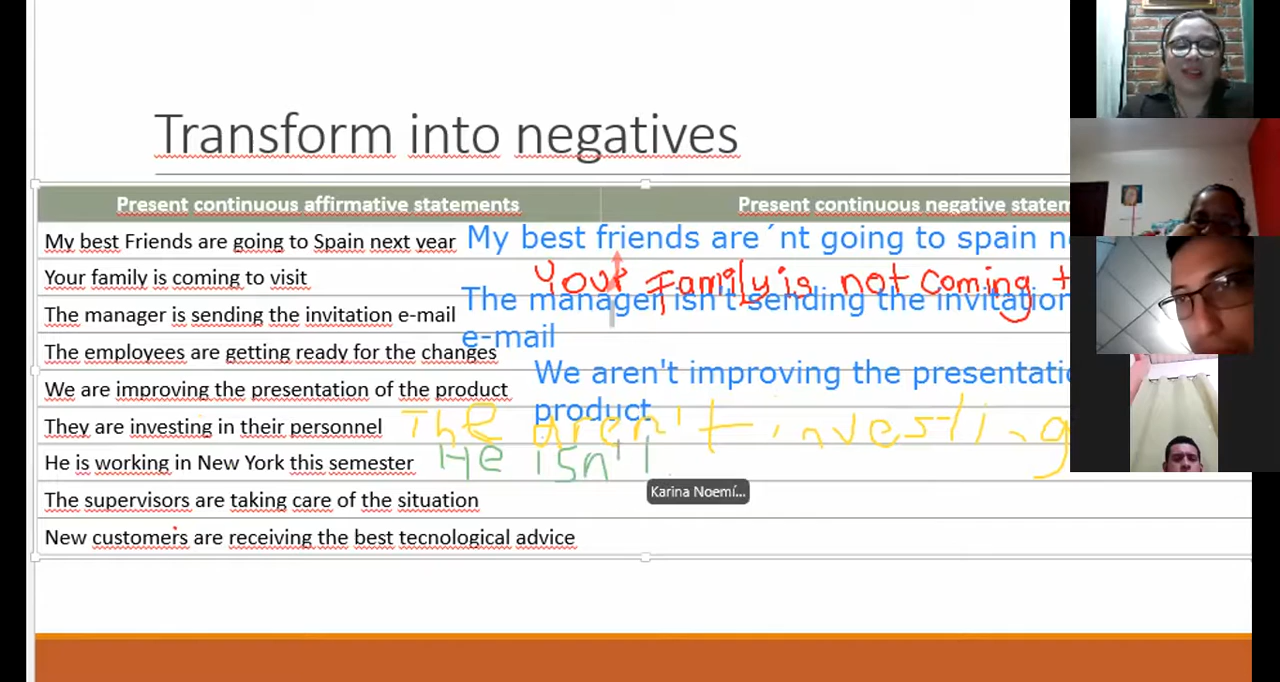 Transform into negatives
Present continuous affirmative statements
Present continuous negative
My best Friends are going to Spain next year
My best friends are´nt going to spain
Your family is coming to visit
Your Family is not coming
The manager is sending the invitation e-mail
The manager isn't sending the invitation
e-mail
The employees are getting ready for the changes
We are improving the presentation of the product
We aren't improving the
product
They are investing in their personnel
The aren't investing
He is working in New York this semester
He isn't
Karina Noemí...
The supervisors are taking care of the situation
New customers are receiving the best tecnological advice